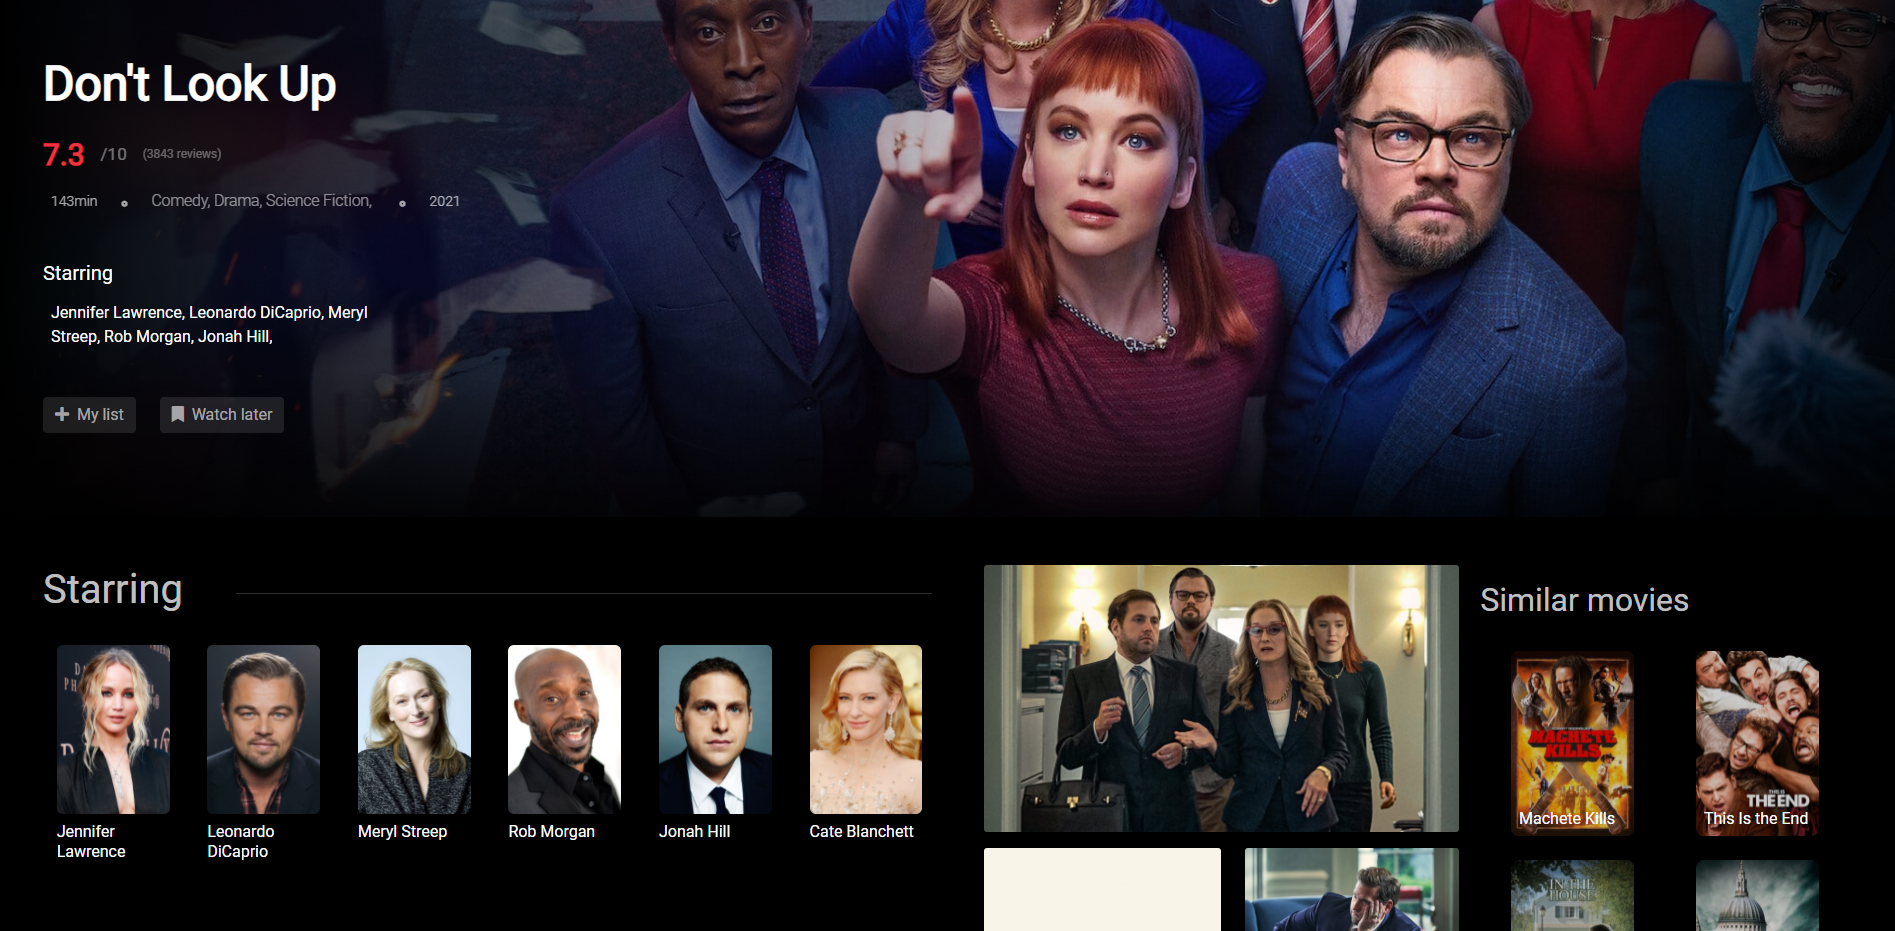 Don't Look Up
7.3 /10 (3843 reviews)
143min Comedy, Drama, Science Fiction, 2021
Starring
Jennifer Lawrence, Leonardo DiCaprio, Meryl
Streep, Rob Morgan, Jonah Hill,
My list Watch later
Starring
Jennifer
Lawrence
Leonardo
DiCaprio
Meryl Streep
Rob Morgan
Jonah Hill
Cate Blanchett
Similar movies
MACHETE
KILLS
Machete Kills
THIS IS
THE END
This Is the End
IN THE
HOUSE